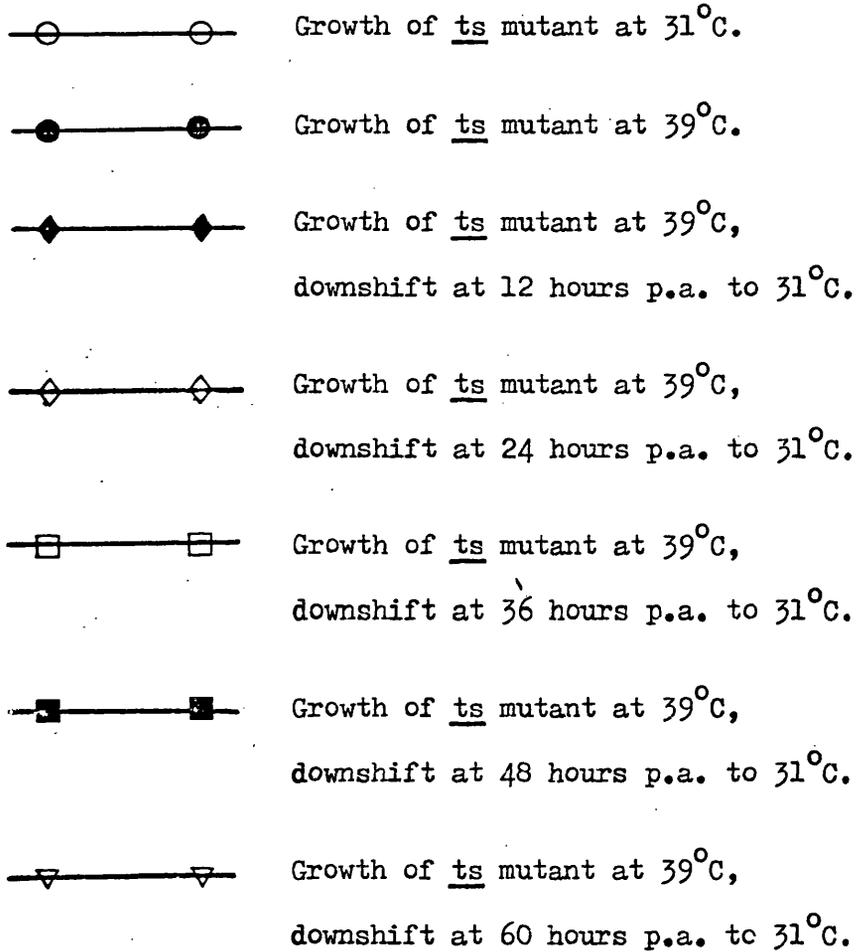 Growth of ts mutant at 31°C.
Growth of ts mutant at 39°C.
Growth of ts mutant at 39°C,
downshift at 12 hours p.a. to 31°C.
Growth of ts mutant at 39°C,
downshift at 24 hours p.a. to 31°C.
Growth of ts mutant at 39°C,
downshift at 36 hours p.a. to 31°C.
Growth of ts mutant at 39°C,
downshift at 48 hours p.a. to 31°C.
Growth of ts mutant at 39°C,
downshift at 60 hours p.a. to 31°C.